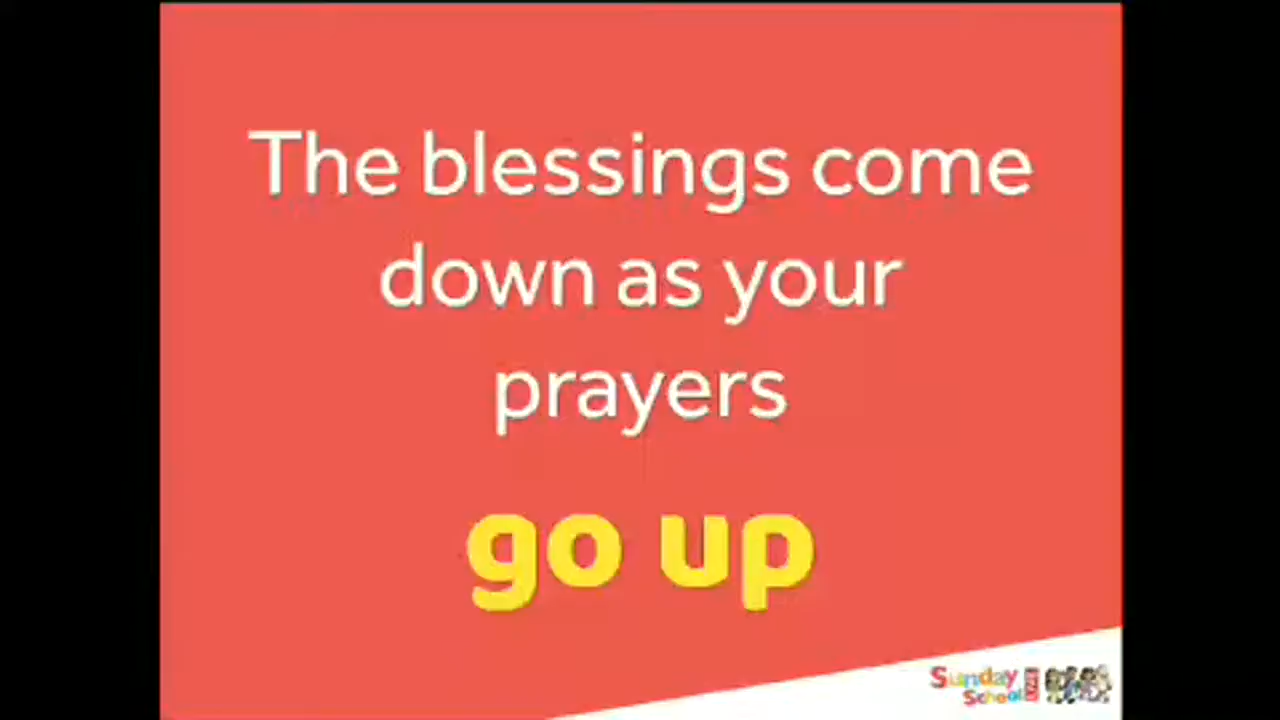 The blessings come
down as your
prayers
go up
Sunday
School